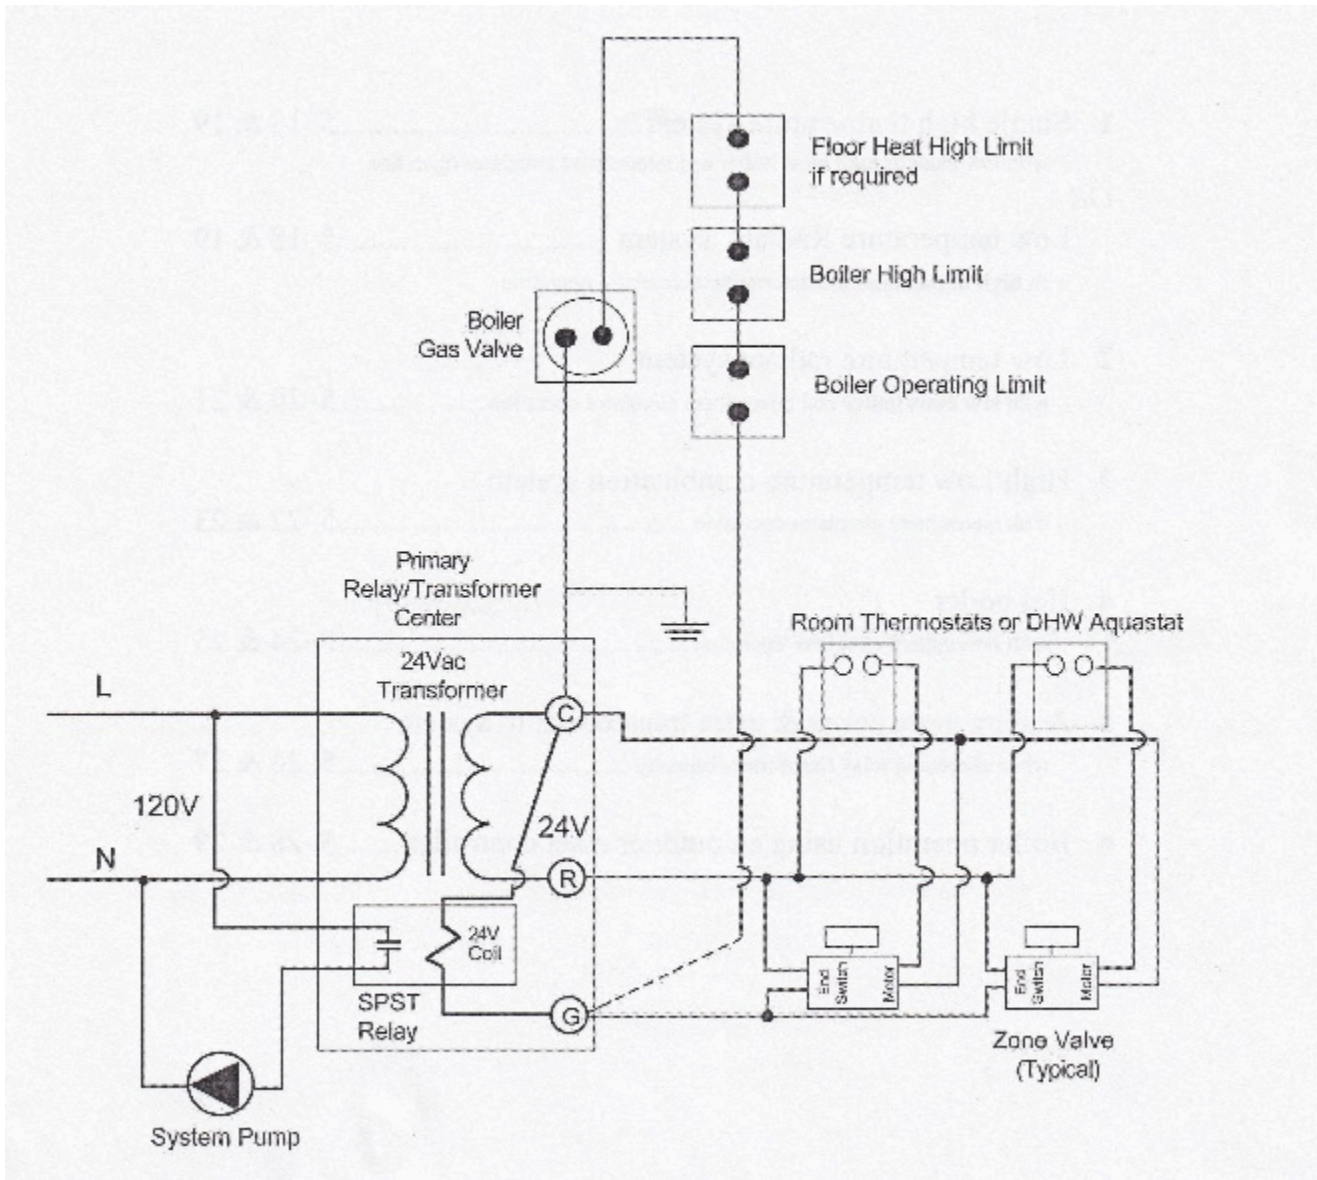 Floor Heat High Limit
if required
Boiler High Limit
Boiler
Gas Valve
Boiler Operating Limit
Primary
Relay/Transformer
Center
Room Thermostats or DHW Aquastat
24Vac
Transformer
L
C
120V
24V
N
R
24V
Coil
End
Switch
Motor
End
Switch
Motor
SPST
Relay
G
Zone Valve
(Typical)
System Pump